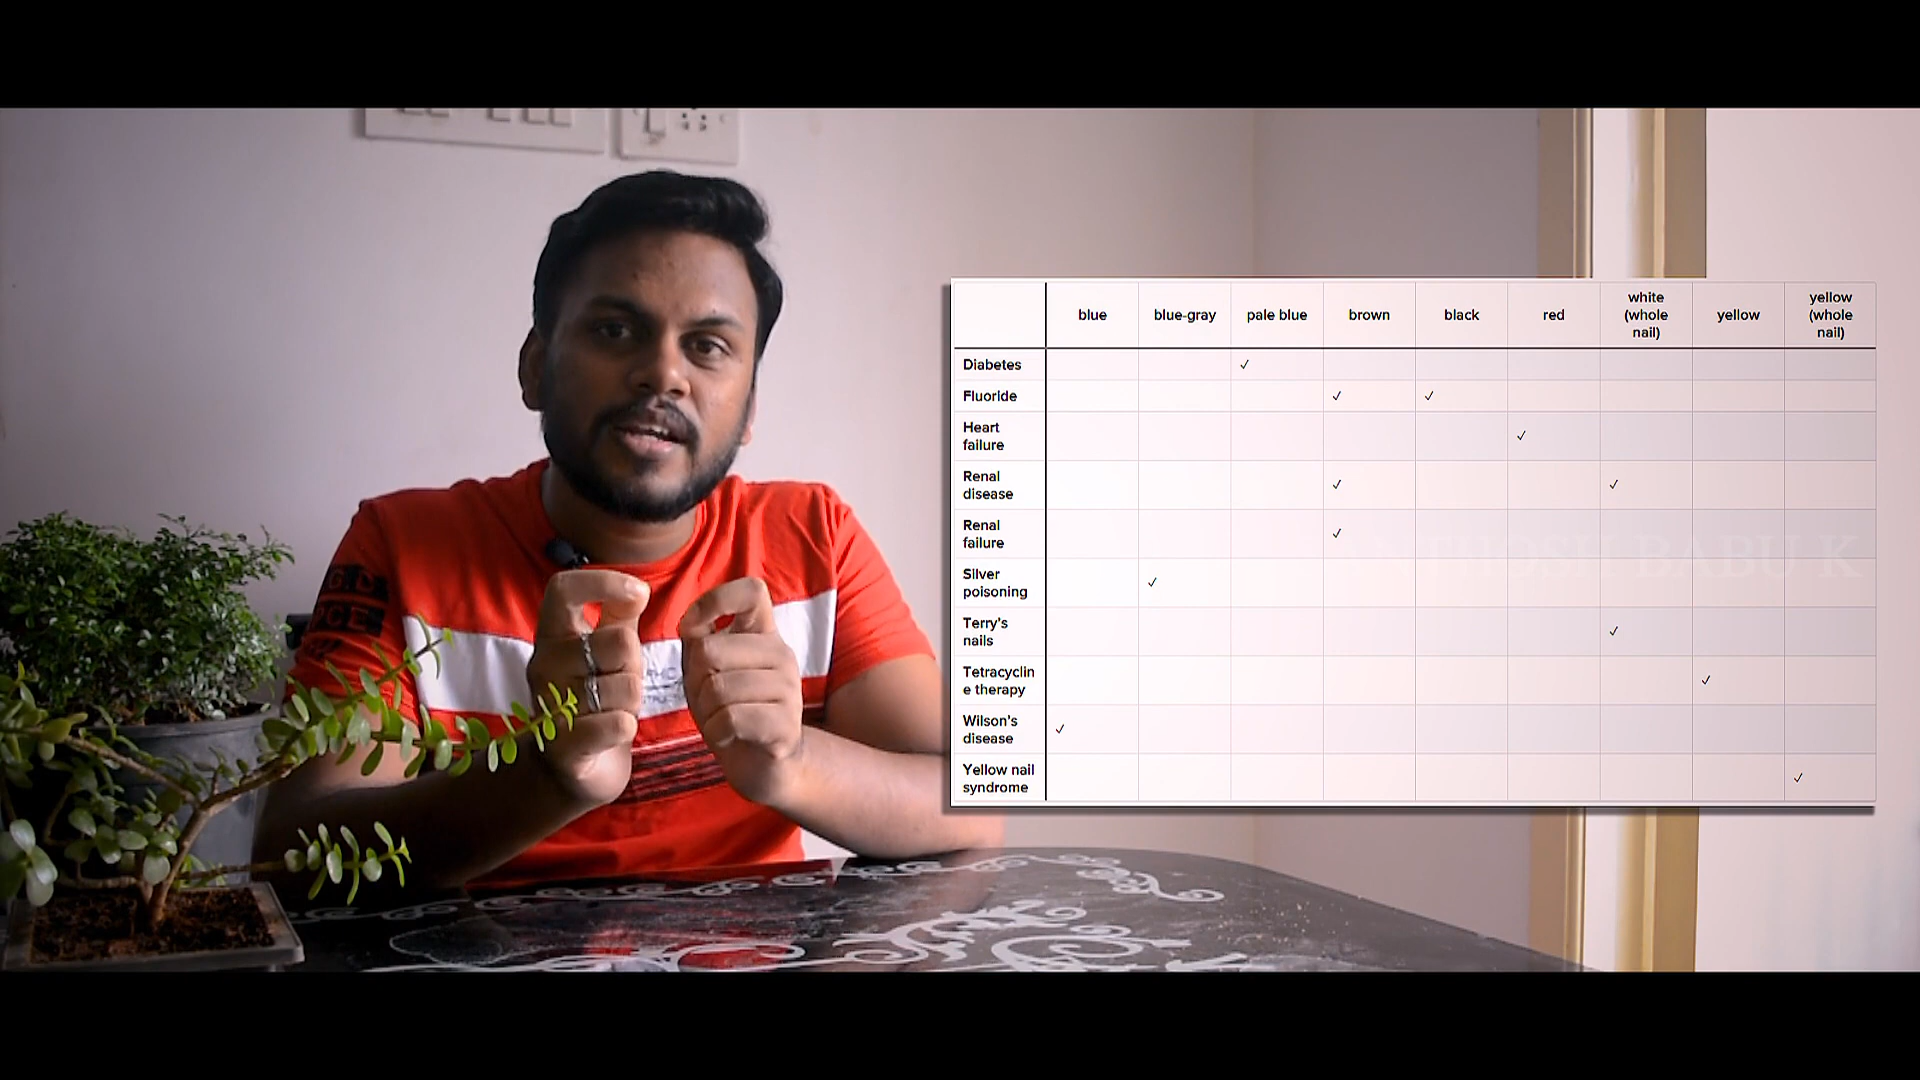 blue blue-gray pale blue brown black red white (whole nail) yellow yellow (whole nail)
Diabetes ✓
Fluoride ✓ ✓
Heart failure ✓
Renal disease ✓ ✓
Renal failure ✓
Silver poisoning ✓
Terry's nails ✓
Tetracyclin e therapy ✓
Wilson's disease ✓
Yellow nail syndrome ✓
BABU K